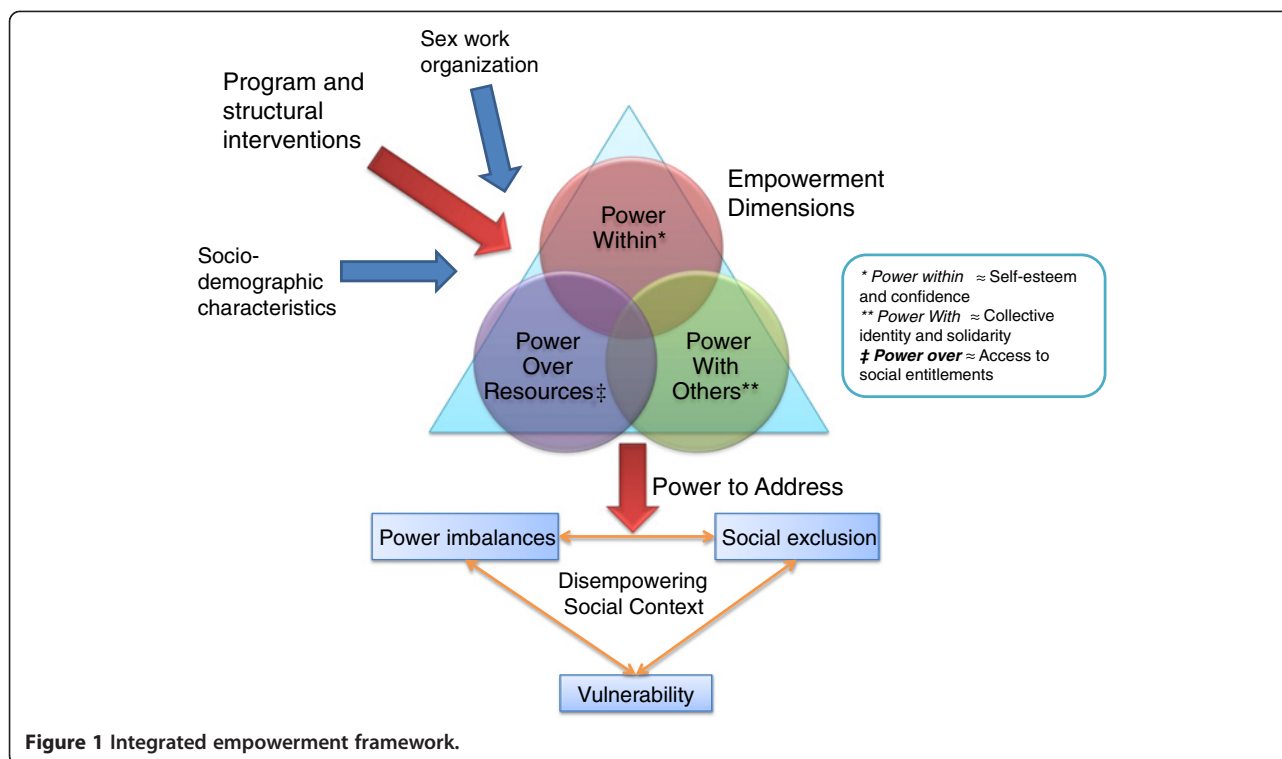 Sex work
organization
Program and
structural
interventions
Socio-
demographic
characteristics
Empowerment
Dimensions
Power
Within*
Power
Over
Resources‡
Power
With
Others**
* Power within ≈ Self-esteem
and confidence
** Power With ≈ Collective
identity and solidarity
‡ Power over ≈ Access to
social entitlements
Power to Address
Power imbalances
Social exclusion
Disempowering
Social Context
Vulnerability
Figure 1 Integrated empowerment framework.